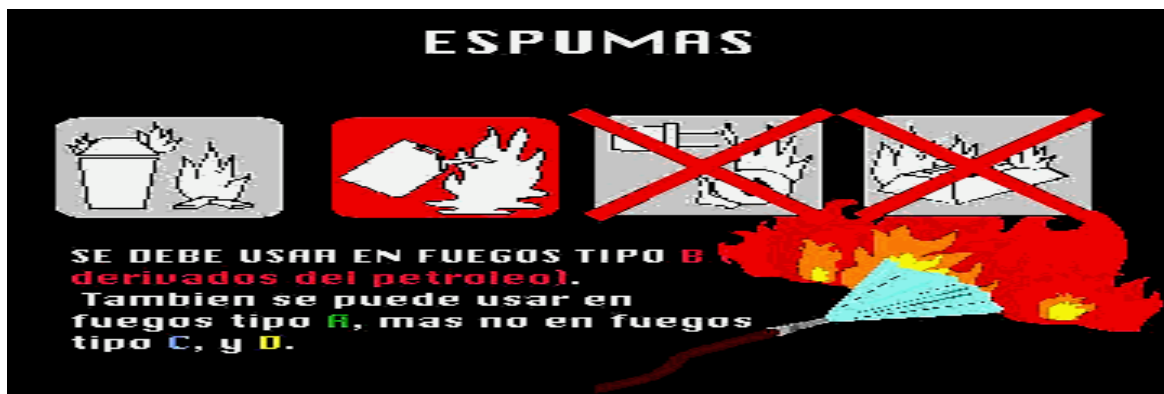 ESPUMAS
SE DEBE USAR EN FUEGOS TIPO B
derivados del petroleo).
Tambien se puede usar en
fuegos tipo A, mas no en fuegos
tipo C, y D.